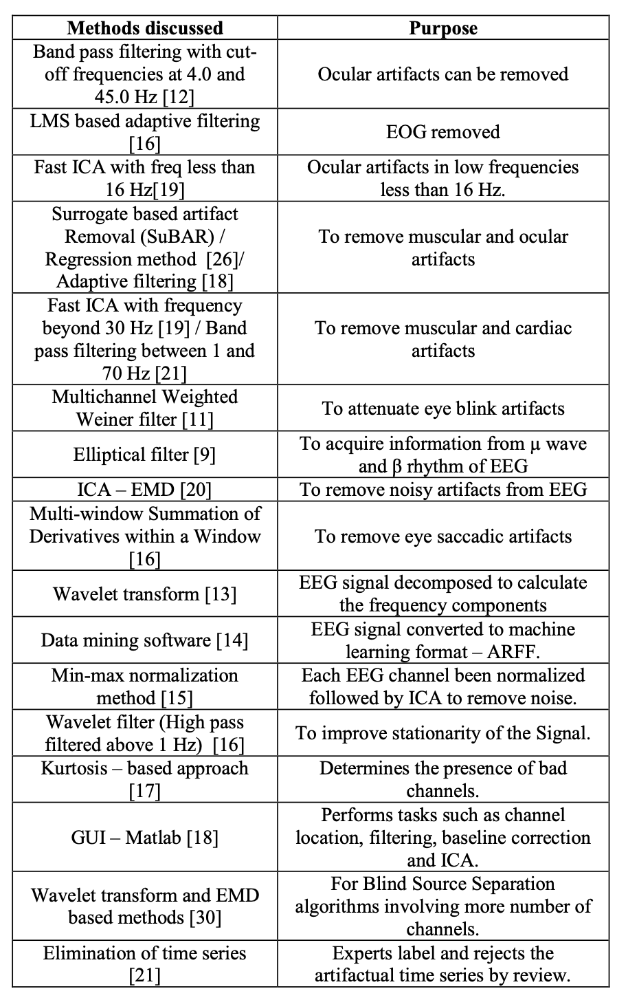 Methods discussed
Purpose
Band pass filtering with cut-
off frequencies at 4.0 and
45.0 Hz [12]
Ocular artifacts can be removed
LMS based adaptive filtering
[16]
EOG removed
Fast ICA with freq less than
16 Hz[19]
Ocular artifacts in low frequencies
less than 16 Hz.
Surrogate based artifact
Removal (SuBAR) /
Regression method [26]/
Adaptive filtering [18]
To remove muscular and ocular
artifacts
Fast ICA with frequency
beyond 30 Hz [19] / Band
pass filtering between 1 and
70 Hz [21]
To remove muscular and cardiac
artifacts
Multichannel Weighted
Weiner filter [11]
To attenuate eye blink artifacts
Elliptical filter [9]
To acquire information from μ wave
and β rhythm of EEG
ICA – EMD [20]
To remove noisy artifacts from EEG
Multi-window Summation of
Derivatives within a Window
[16]
To remove eye saccadic artifacts
Wavelet transform [13]
EEG signal decomposed to calculate
the frequency components
Data mining software [14]
EEG signal converted to machine
learning format – ARFF.
Min-max normalization
method [15]
Each EEG channel been normalized
followed by ICA to remove noise.
Wavelet filter (High pass
filtered above 1 Hz) [16]
To improve stationarity of the Signal.
Kurtosis – based approach
[17]
Determines the presence of bad
channels.
GUI – Matlab [18]
Performs tasks such as channel
location, filtering, baseline correction
and ICA.
Wavelet transform and EMD
based methods [30]
For Blind Source Separation
algorithms involving more number of
channels.
Elimination of time series
[21]
Experts label and rejects the
artifactual time series by review.